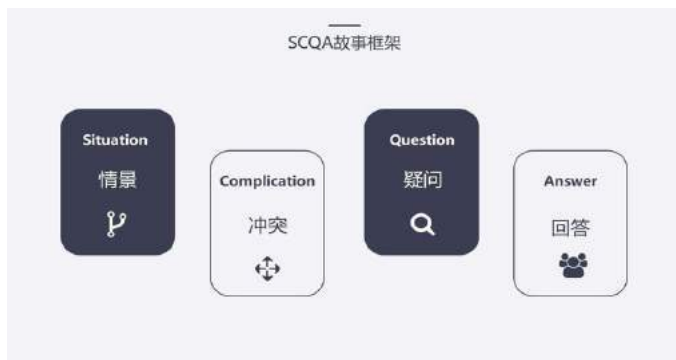 SCQA故事框架
Situation
情景
Complication
冲突
Question
疑问
Answer
回答